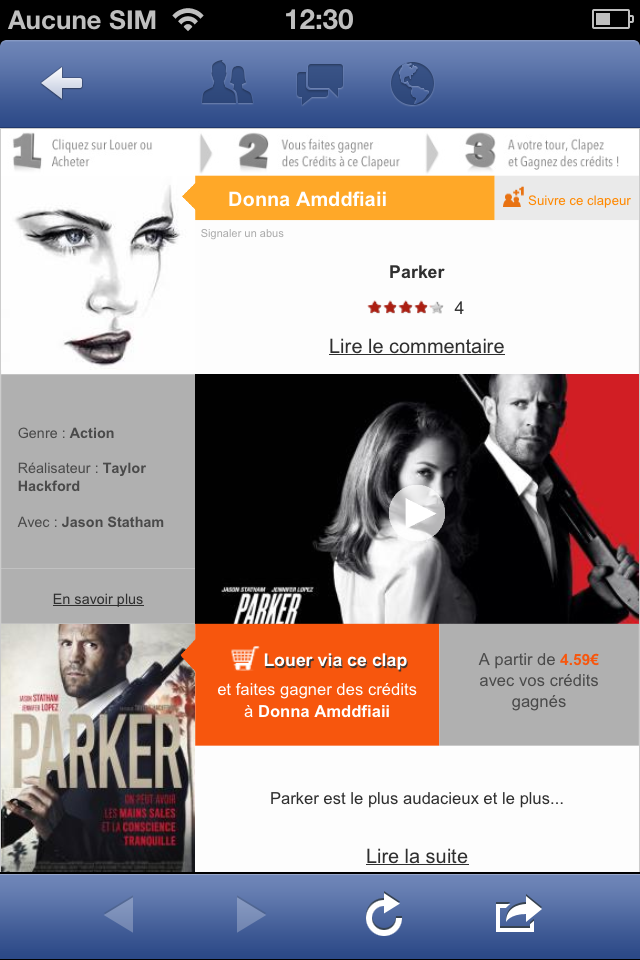 Aucune SIM
12:30
1 Cliquez sur Louer ou
Acheter
2 Vous faites gagner
des Crédits à ce Clapeur
3 A votre tour, Clapez
et Gagnez des crédits !
Donna Amddfiaii
+1 Suivre ce clapeur
Signaler un abus
Parker
4
Lire le commentaire
Genre : Action
Réalisateur : Taylor
Hackford
Avec : Jason Statham
En savoir plus
JASON STATHAM JENNIFER LOPEZ
PARKER
JASON STATHAM
JENNIFER LOPEZ
PARKER
ON PEUT AVOIR
LES MAINS SALES
ET LA CONSCIENCE
TRANQUILLE
Louer via ce clap
et faites gagner des crédits
à Donna Amddfiaii
A partir de 4.59€
avec vos crédits
gagnés
Parker est le plus audacieux et le plus...
Lire la suite